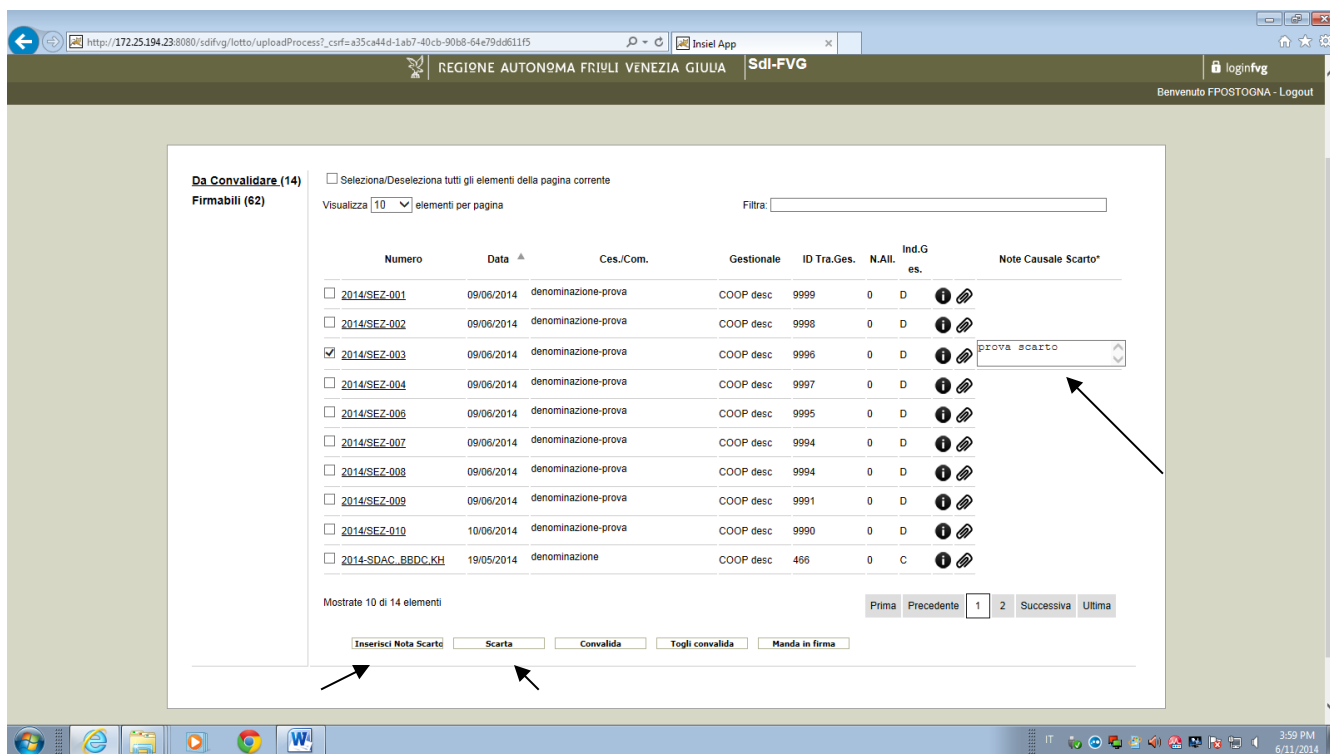 http://172.25.194.23:8080/sdifvg/lotto/uploadProcess?_csrf=a35ca44d-1ab7-40cb-90b8-64e79dd611f5
Insiel App
REGIONE AUTONOMA FRIULI VENEZIA GIULIA SdI-FVG
loginfvg
Benvenuto FPOSTOGNA - Logout
Da Convalidare (14)
Firmabili (62)
Seleziona/Deseleziona tutti gli elementi della pagina corrente
Visualizza 10 elementi per pagina Filtra:
Numero Data Ces./Com. Gestionale ID Tra.Ges. N.All. Ind.G es. Note Causale Scarto*
2014/SEZ-001 09/06/2014 denominazione-prova COOP desc 9999 0 D
2014/SEZ-002 09/06/2014 denominazione-prova COOP desc 9998 0 D
2014/SEZ-003 09/06/2014 denominazione-prova COOP desc 9996 0 D prova scarto
2014/SEZ-004 09/06/2014 denominazione-prova COOP desc 9997 0 D
2014/SEZ-006 09/06/2014 denominazione-prova COOP desc 9995 0 D
2014/SEZ-007 09/06/2014 denominazione-prova COOP desc 9994 0 D
2014/SEZ-008 09/06/2014 denominazione-prova COOP desc 9994 0 D
2014/SEZ-009 09/06/2014 denominazione-prova COOP desc 9991 0 D
2014/SEZ-010 10/06/2014 denominazione-prova COOP desc 9990 0 D
2014-SDAC..BBDC,KH 19/05/2014 denominazione COOP desc 466 0 C
Mostrate 10 di 14 elementi
Prima Precedente 1 2 Successiva Ultima
Inserisci Nota Scarto Scarta Convalida Togli convalida Manda in firma
IT
3:59 PM
6/11/2014